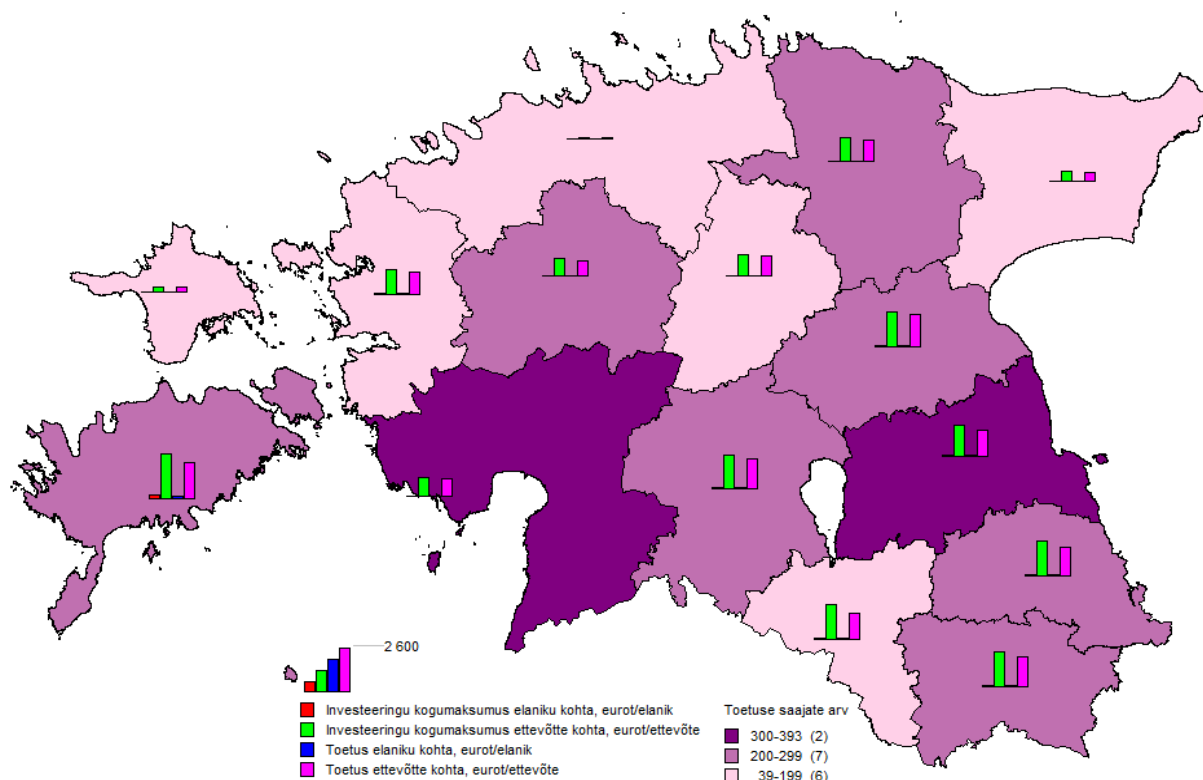 2 600
Investeeringu kogumaksumus elaniku kohta, eurot/elanik
Investeeringu kogumaksumus ettevõtte kohta, eurot/ettevõte
Toetus elaniku kohta, eurot/elanik
Toetus ettevõtte kohta, eurot/ettevõte
Toetuse saajate arv
300-393 (2)
200-299 (7)
39-199 (6)